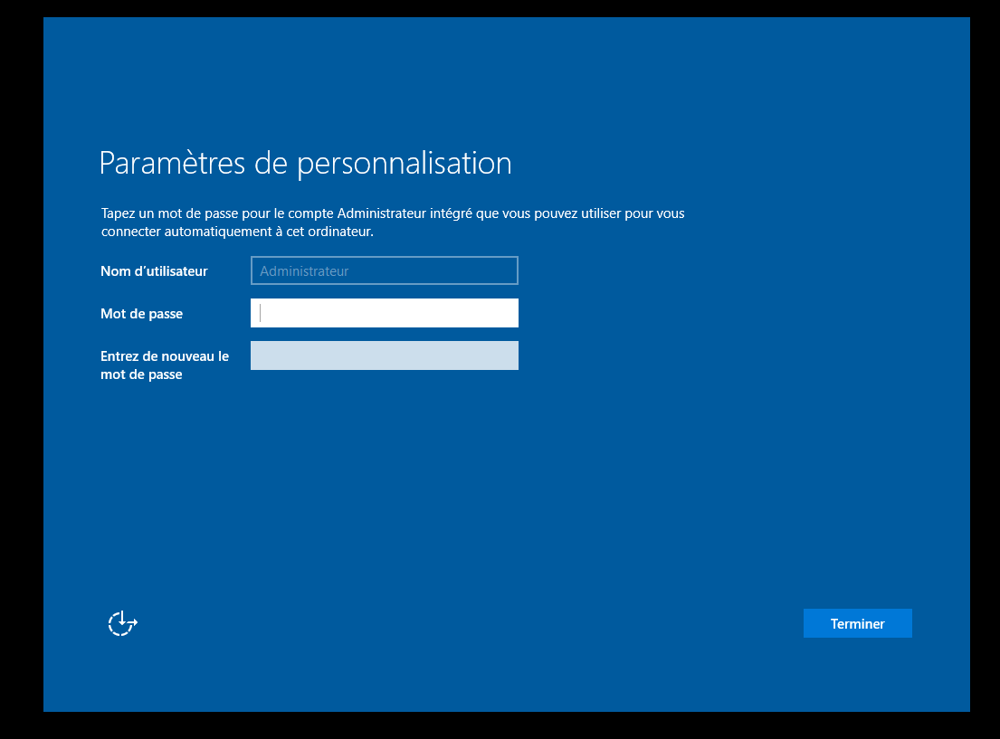 Paramètres de personnalisation
Tapez un mot de passe pour le compte Administrateur intégré que vous pouvez utiliser pour vous
connecter automatiquement à cet ordinateur.
Nom d’utilisateur
Administrateur
Mot de passe
Entrez de nouveau le
mot de passe
Terminer